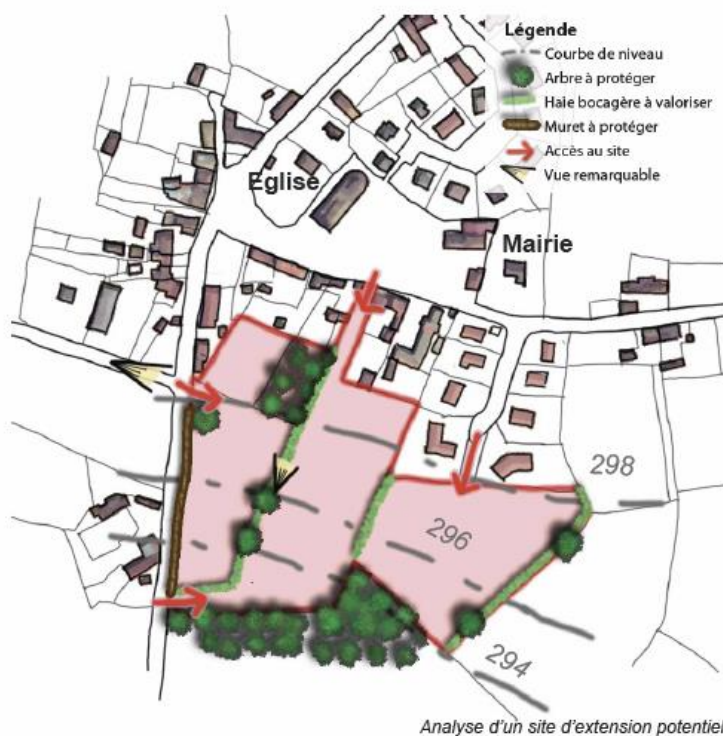 Légende
Courbe de niveau
Arbre à protéger
Haie bocagère à valoriser
Muret à protéger
Accès au site
Vue remarquable
Eglise
Mairie
298
296
294
Analyse d'un site d'extension potentiel